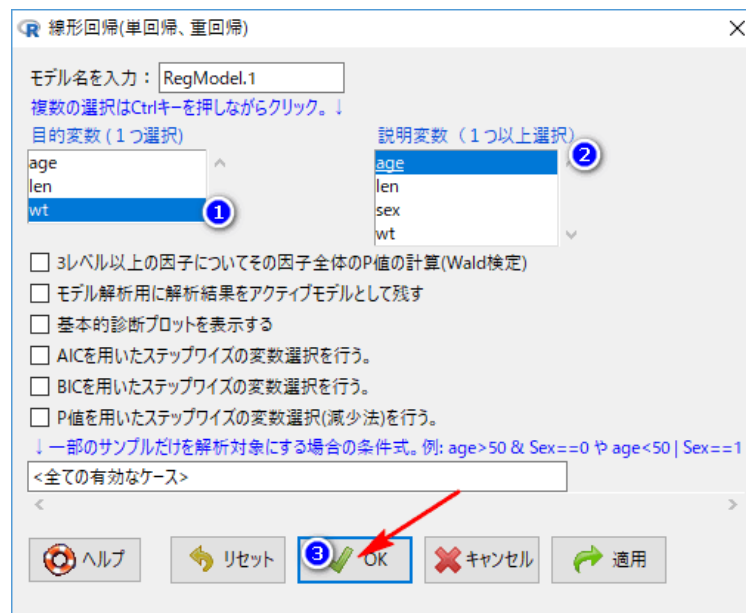 線形回帰(単回帰、重回帰)
モデル名を入力： RegModel.1
複数の選択はCtrlキーを押しながらクリック。↓
目的変数(１つ選択)
age
len
wt
1
説明変数（１つ以上選択）
2
age
len
sex
wt
3レベル以上の因子についてその因子全体のP値の計算(Wald検定)
モデル解析用に解析結果をアクティブモデルとして残す
基本的診断プロットを表示する
AICを用いたステップワイズの変数選択を行う。
BICを用いたステップワイズの変数選択を行う。
P値を用いたステップワイズの変数選択(減少法)を行う。
↓一部のサンプルだけを解析対象にする場合の条件式。例: age>50 & Sex==0 や age<50 | Sex==1
<全ての有効なケース>
ヘルプ リセット 3 OK キャンセル 適用